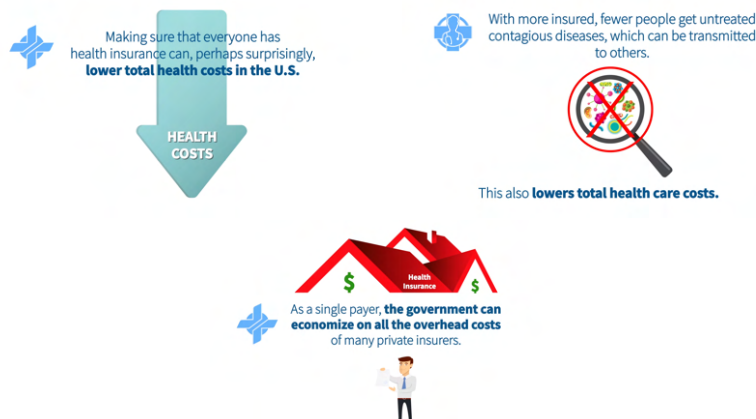 Making sure that everyone has
health insurance can, perhaps surprisingly,
lower total health costs in the U.S.
HEALTH
COSTS
With more insured, fewer people get untreated
contagious diseases, which can be transmitted
to others.
This also lowers total health care costs.
$
Health
Insurance
$
As a single payer, the government can
economize on all the overhead costs
of many private insurers.